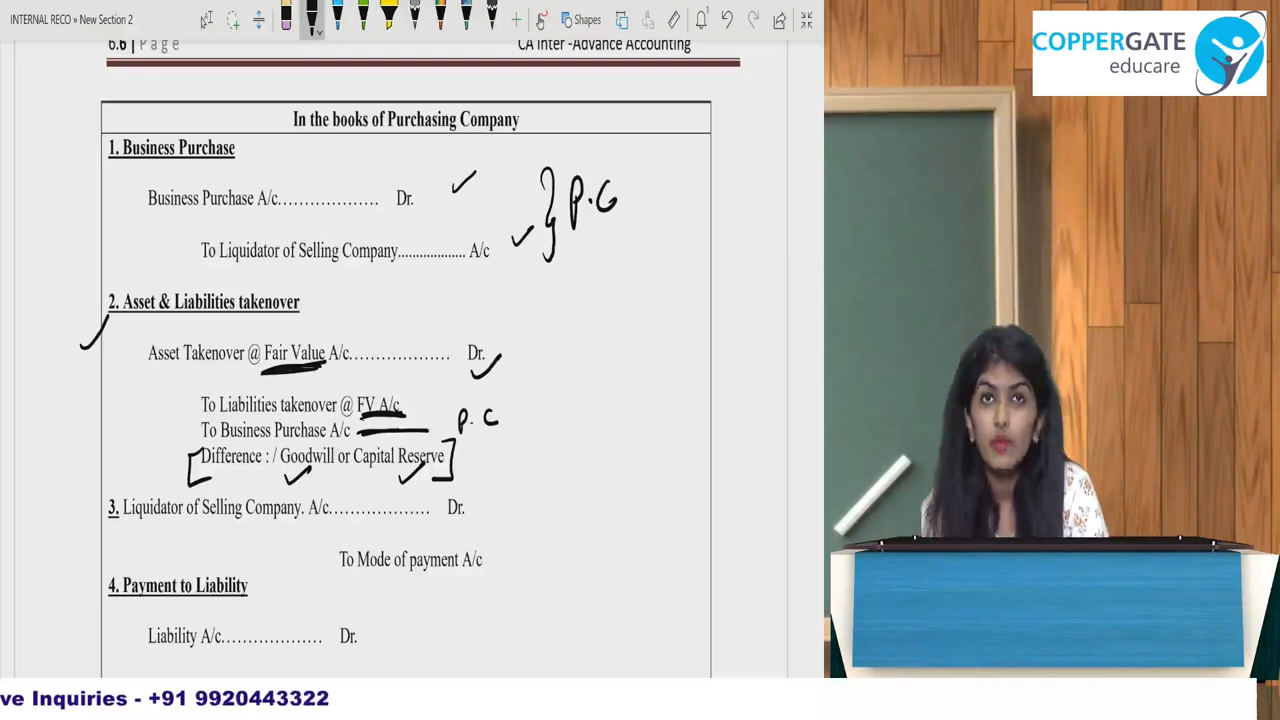 INTERNAL RECO » New Section 2
Shapes
COPPERGATE
educare
6.6 | Page
CA Inter -Advance Accounting
In the books of Purchasing Company
1. Business Purchase
Business Purchase A/c………………… Dr.
P.C
To Liquidator of Selling Company................... A/c
2. Asset & Liabilities takenover
Asset Takenover @ Fair Value A/c………………… Dr.
To Liabilities takenover @ FV A/c
To Business Purchase A/c P.C
Difference : / Goodwill or Capital Reserve
3. Liquidator of Selling Company. A/c………………… Dr.
To Mode of payment A/c
4. Payment to Liability
Liability A/c………………… Dr.
ve Inquiries - +91 9920443322